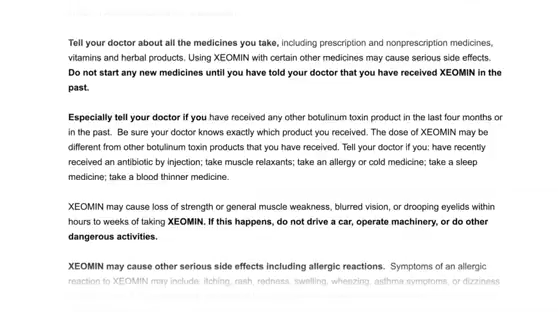 Tell your doctor about all the medicines you take, including prescription and nonprescription medicines,
vitamins and herbal products. Using XEOMIN with certain other medicines may cause serious side effects.
Do not start any new medicines until you have told your doctor that you have received XEOMIN in the
past.
Especially tell your doctor if you have received any other botulinum toxin product in the last four months or
in the past. Be sure your doctor knows exactly which product you received. The dose of XEOMIN may be
different from other botulinum toxin products that you have received. Tell your doctor if you: have recently
received an antibiotic by injection; take muscle relaxants; take an allergy or cold medicine; take a sleep
medicine; take a blood thinner medicine.
XEOMIN may cause loss of strength or general muscle weakness, blurred vision, or drooping eyelids within
hours to weeks of taking XEOMIN. If this happens, do not drive a car, operate machinery, or do other
dangerous activities.
XEOMIN may cause other serious side effects including allergic reactions. Symptoms of an allergic
reaction to XEOMIN may include: itching, rash, redness, swelling, wheezing, asthma symptoms, or dizziness